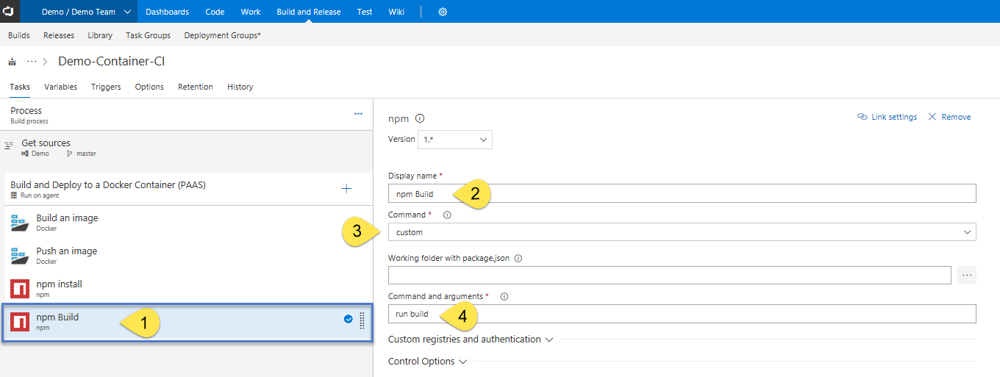 Demo / Demo Team Dashboards Code Work Build and Release Test Wiki
Builds Releases Library Task Groups Deployment Groups*
··· > Demo-Container-CI
Tasks Variables Triggers Options Retention History
Process
Build process
...
Get sources
Demo master
Build and Deploy to a Docker Container (PAAS)
Run on agent
+
Build an image
Docker
Push an image
Docker
npm install
npm
npm Build
npm
1
npm
Link settings Remove
Version 1.*
Display name *
npm Build
2
Command *
3
custom
Working folder with package.json
...
Command and arguments *
run build
4
Custom registries and authentication
Control Options